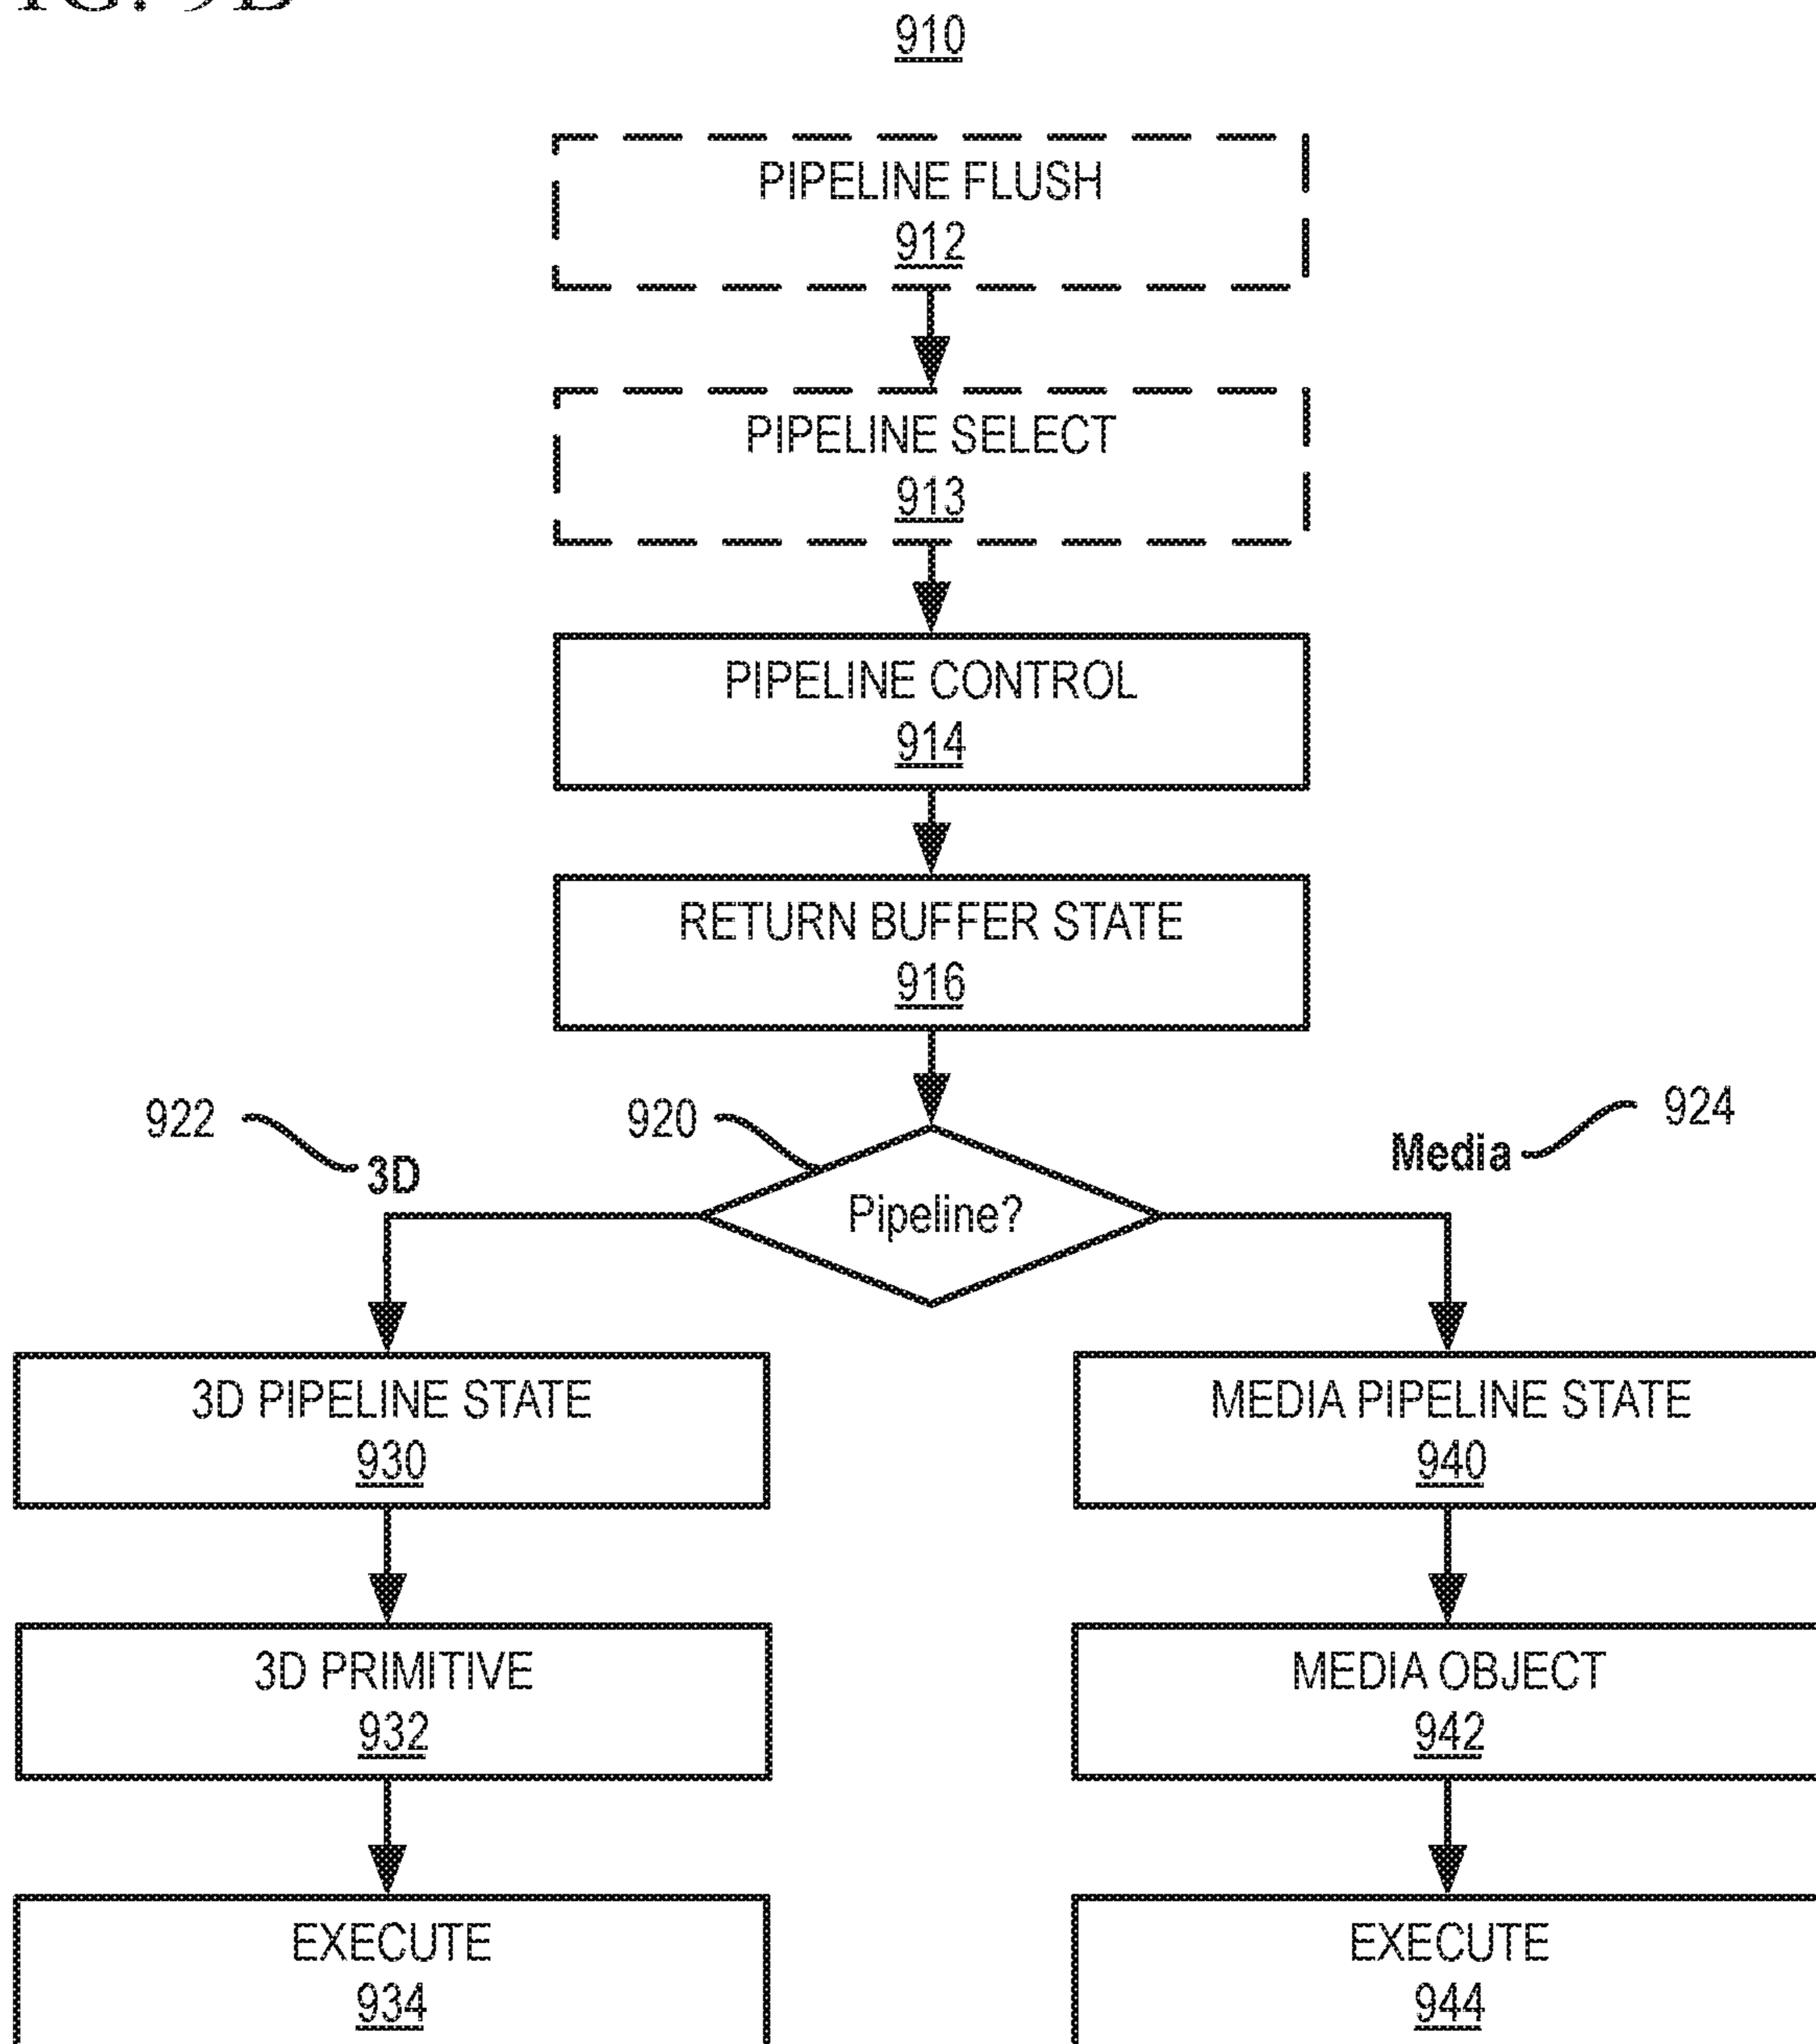 910
PIPELINE FLUSH
912
PIPELINE SELECT
913
PIPELINE CONTROL
914
RETURN BUFFER STATE
916
922
920
924
3D
Media
Pipeline?
3D PIPELINE STATE
930
MEDIA PIPELINE STATE
940
3D PRIMITIVE
932
MEDIA OBJECT
942
EXECUTE
934
EXECUTE
944